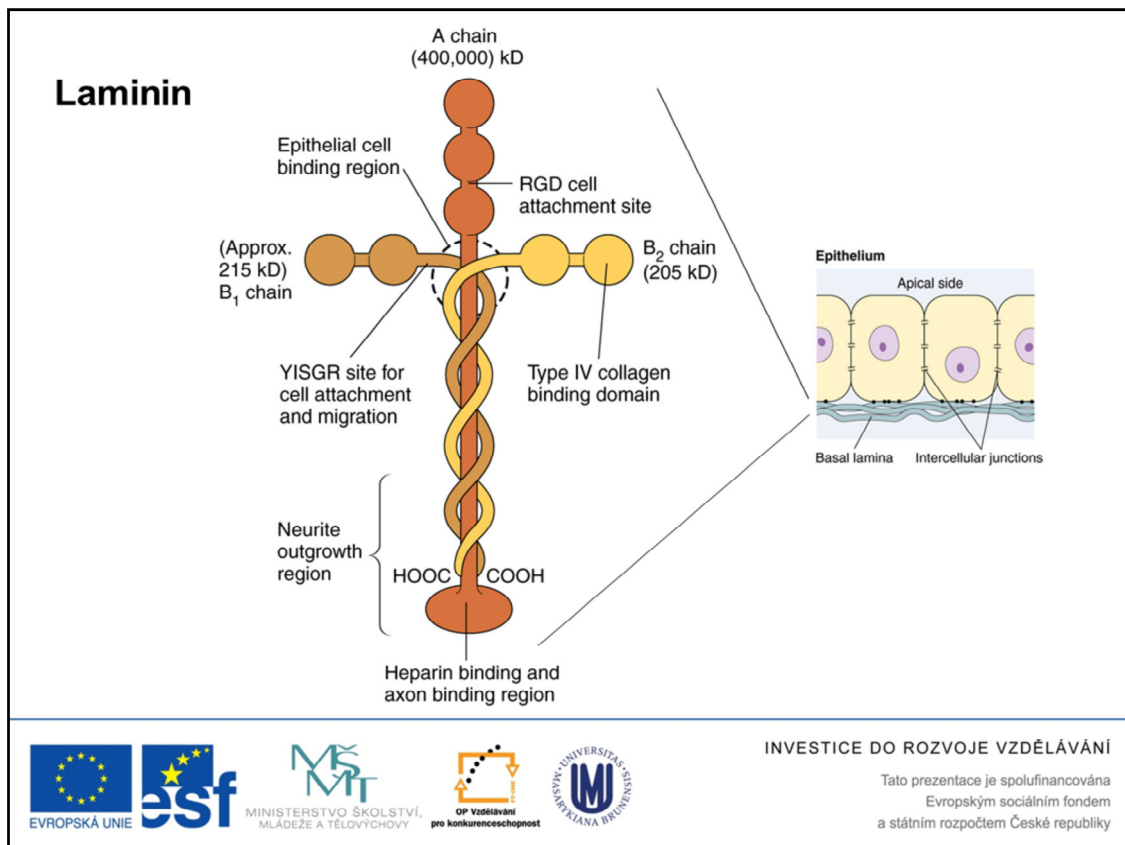 Laminin
A chain
(400,000) kD
Epithelial cell
binding region
RGD cell
attachment site
(Approx.
215 kD)
B₁ chain
B₂ chain
(205 kD)
YISGR site for
cell attachment
and migration
Type IV collagen
binding domain
Neurite
outgrowth
region
HOOC
COOH
Heparin binding and
axon binding region
Epithelium
Apical side
Basal lamina
Intercellular junctions
EVROPSKÁ UNIE
esf
MŠMT
MINISTERSTVO ŠKOLSTVÍ,
MLÁDEŽE A TĚLOVÝCHOVY
2007-13
OP Vzdělávání
pro konkurenceschopnost
UNIVERSITAS
MASARYKIANA BRUNENSIS
INVESTICE DO ROZVOJE VZDĚLÁVÁNÍ
Tato prezentace je spolufinancována
Evropským sociálním fondem
a státním rozpočtem České republiky